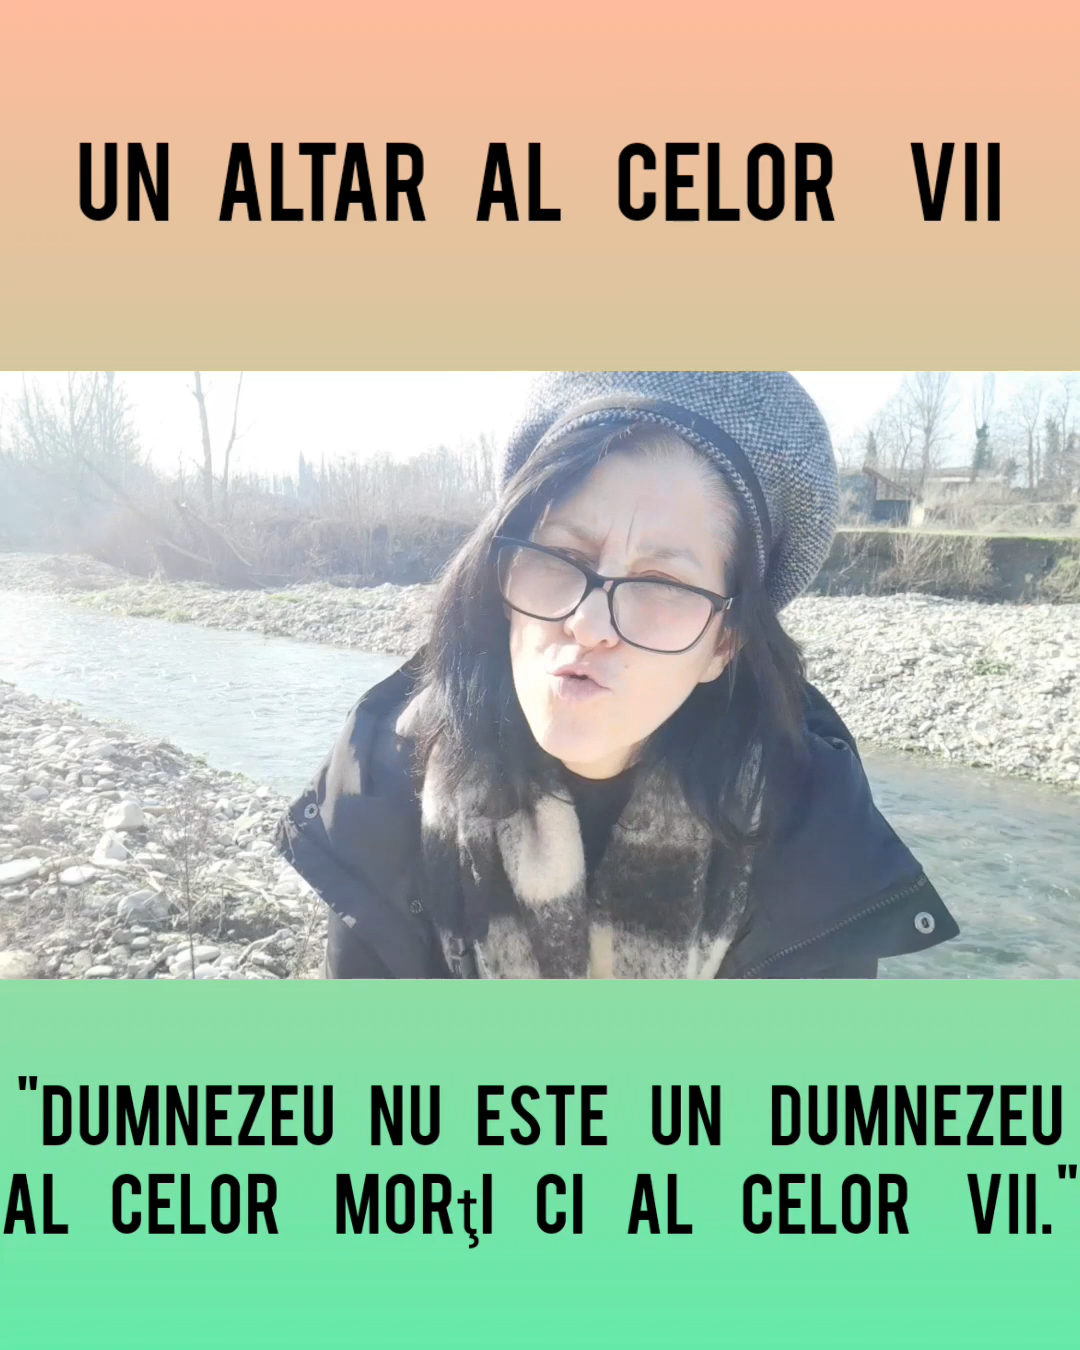 UN ALTAR AL CELOR VII
"DUMNEZEU NU ESTE UN DUMNEZEU
AL CELOR MORţI CI AL CELOR VII."